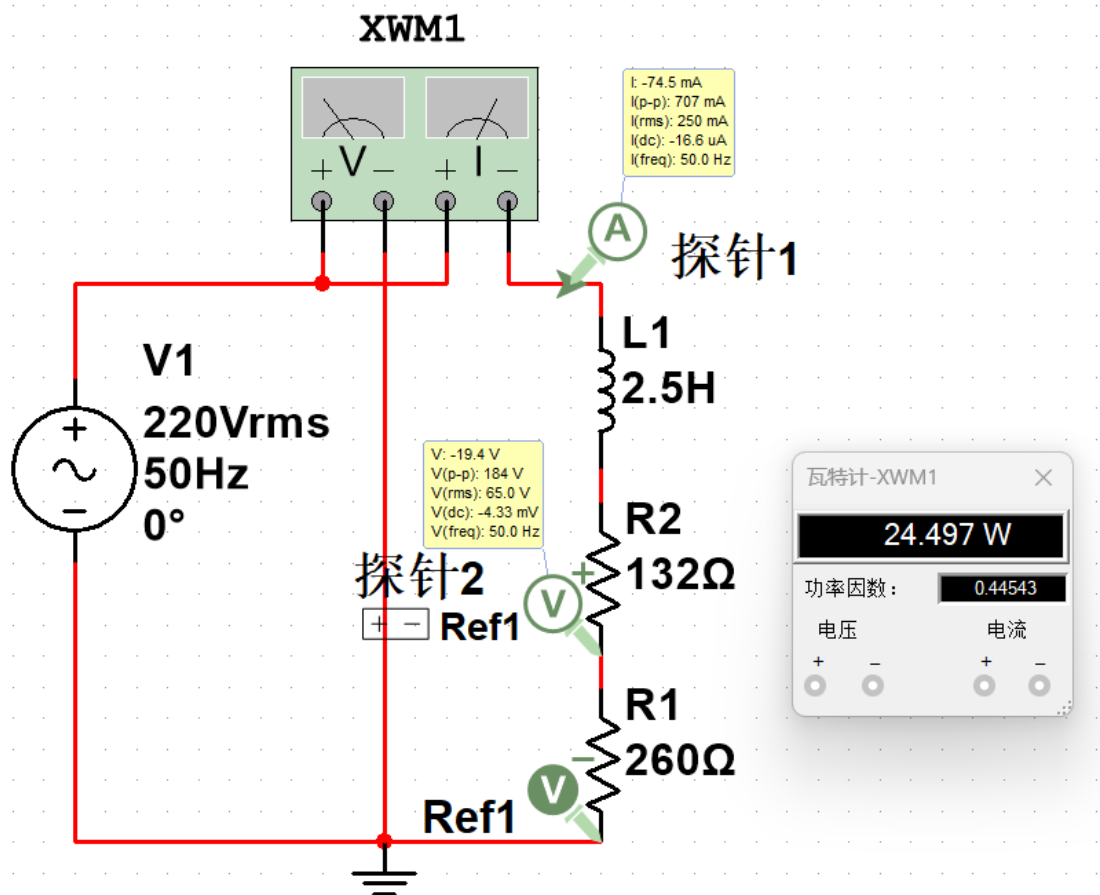 XWM1
V
I
+ − + −
I: -74.5 mA
I(p-p): 707 mA
I(rms): 250 mA
I(dc): -16.6 uA
I(freq): 50.0 Hz
A
探针1
V1
220Vrms
50Hz
0°
L1
2.5H
V: -19.4 V
V(p-p): 184 V
V(rms): 65.0 V
V(dc): -4.33 mV
V(freq): 50.0 Hz
探针2
+ − Ref1
V
+
R2
132Ω
R1
260Ω
−
V
Ref1
瓦特计-XWM1
24.497 W
功率因数： 0.44543
电压 电流
+ − + −